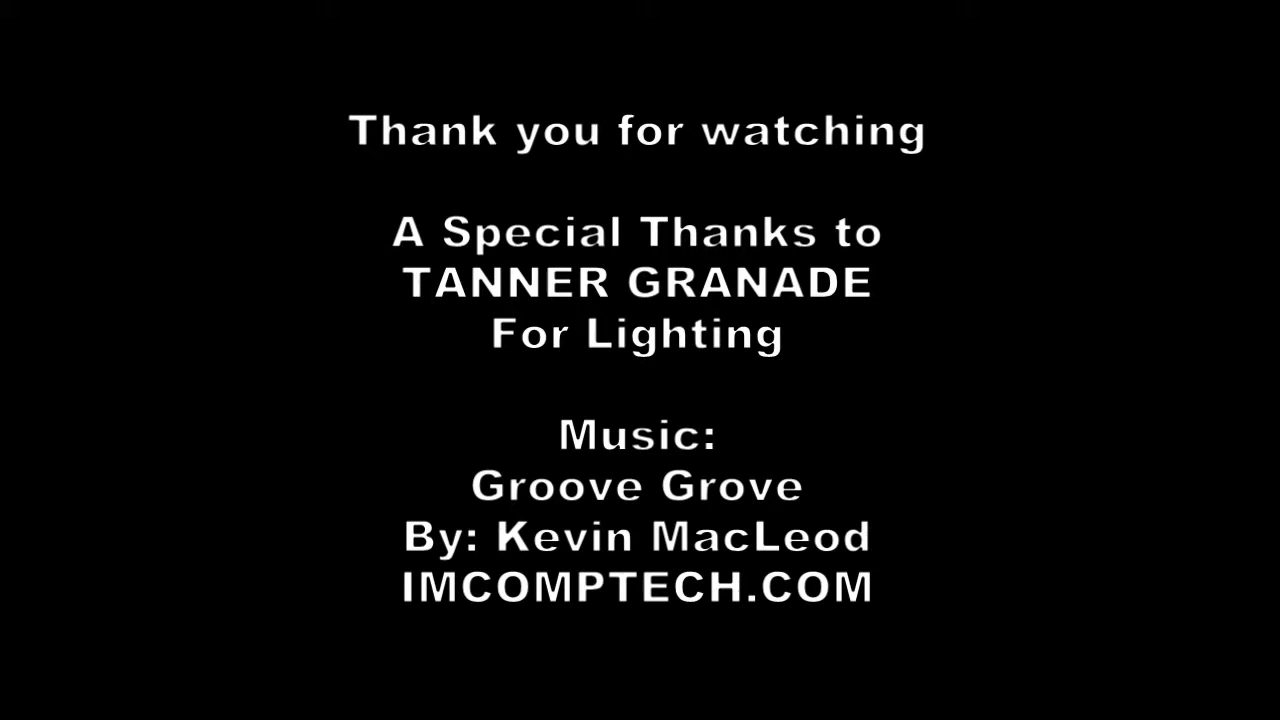 Thank you for watching
A Special Thanks to
TANNER GRANADE
For Lighting
Music:
Groove Grove
By: Kevin MacLeod
IMCOMPTECH.COM